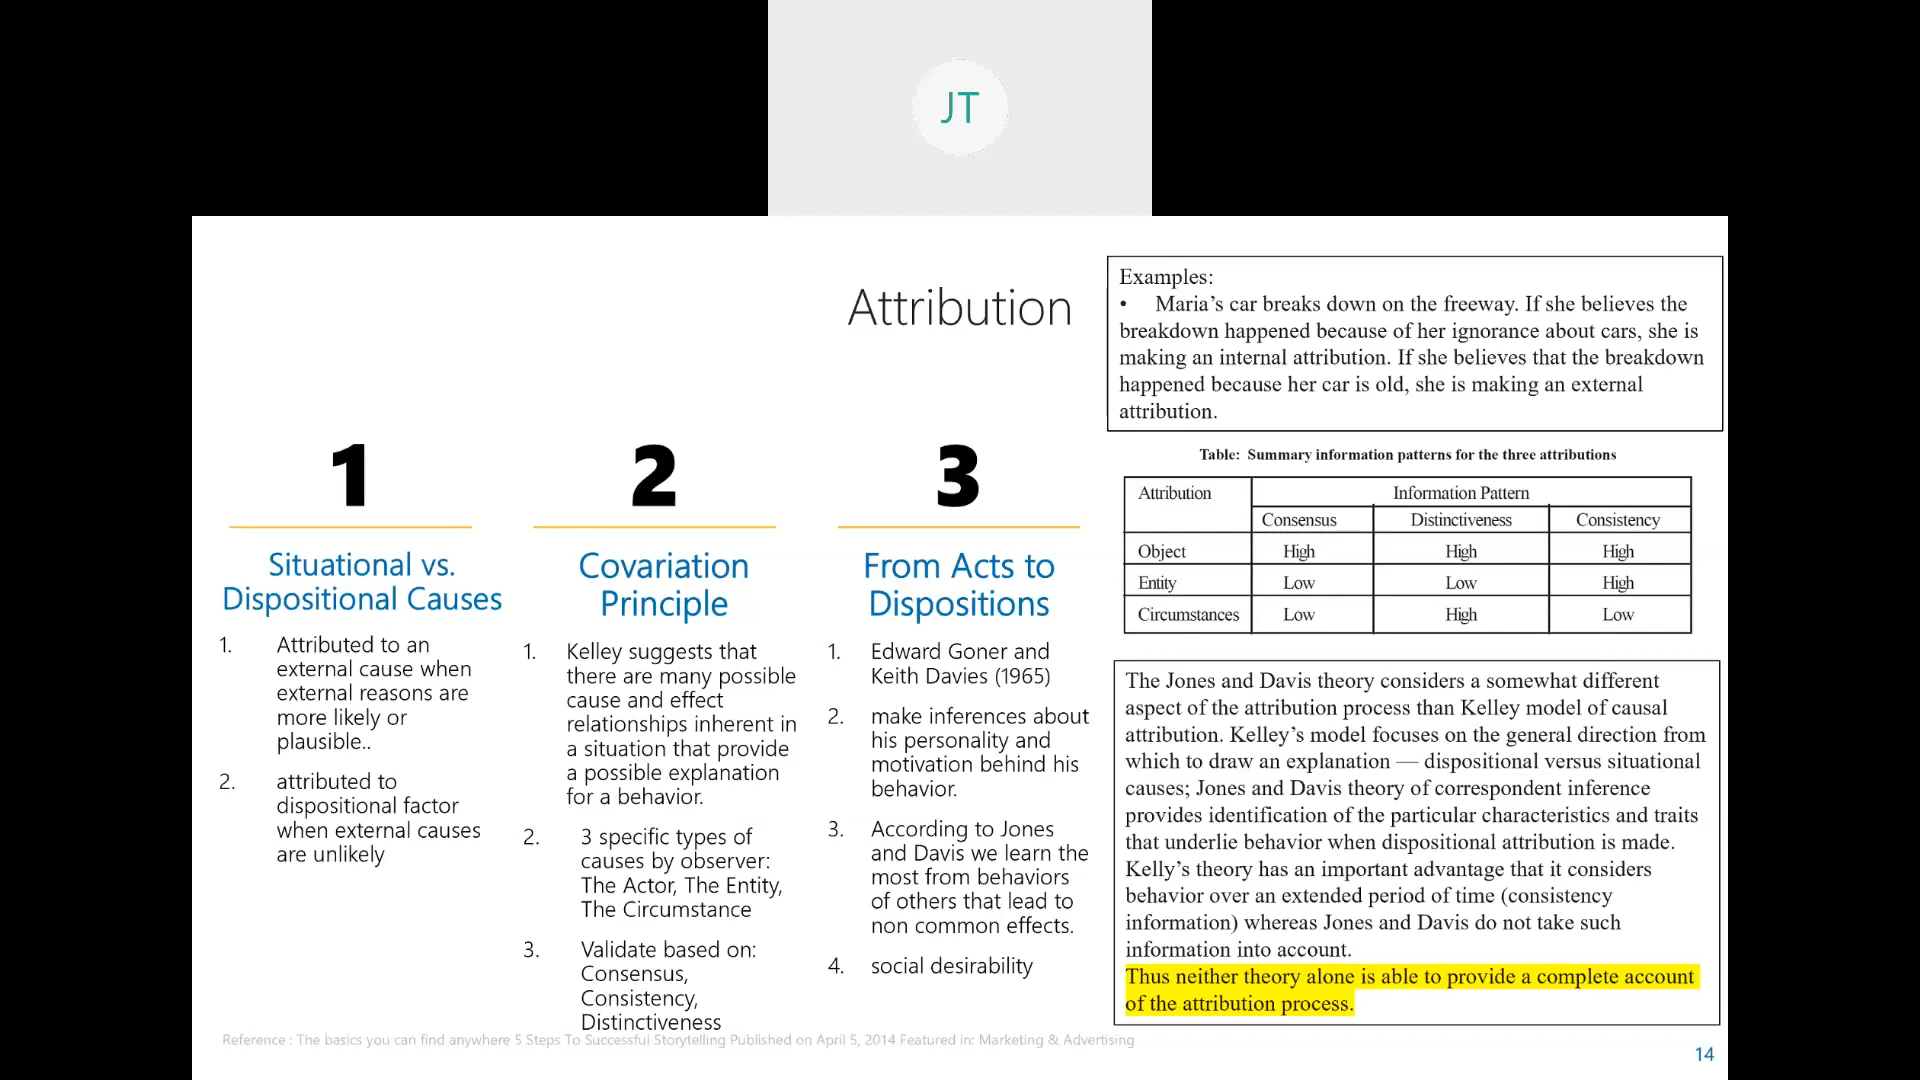 JT
Attribution
Examples:
• Maria’s car breaks down on the freeway. If she believes the
breakdown happened because of her ignorance about cars, she is
making an internal attribution. If she believes that the breakdown
happened because her car is old, she is making an external
attribution.
1
Situational vs.
Dispositional Causes
1. Attributed to an
external cause when
external reasons are
more likely or
plausible..
2. attributed to
dispositional factor
when external causes
are unlikely
2
Covariation
Principle
1. Kelley suggests that
there are many possible
cause and effect
relationships inherent in
a situation that provide
a possible explanation
for a behavior.
2. 3 specific types of
causes by observer:
The Actor, The Entity,
The Circumstance
3. Validate based on:
Consensus,
Consistency,
Distinctiveness
3
From Acts to
Dispositions
1. Edward Goner and
Keith Davies (1965)
2. make inferences about
his personality and
motivation behind his
behavior.
3. According to Jones
and Davis we learn the
most from behaviors
of others that lead to
non common effects.
4. social desirability
Table: Summary information patterns for the three attributions
Attribution Information Pattern
Consensus Distinctiveness Consistency
Object High High High
Entity Low Low High
Circumstances Low High Low
The Jones and Davis theory considers a somewhat different
aspect of the attribution process than Kelley model of causal
attribution. Kelley’s model focuses on the general direction from
which to draw an explanation — dispositional versus situational
causes; Jones and Davis theory of correspondent inference
provides identification of the particular characteristics and traits
that underlie behavior when dispositional attribution is made.
Kelly’s theory has an important advantage that it considers
behavior over an extended period of time (consistency
information) whereas Jones and Davis do not take such
information into account.
Thus neither theory alone is able to provide a complete account
of the attribution process.
Reference : The basics you can find anywhere 5 Steps To Successful Storytelling Published on April 5, 2014 Featured in: Marketing & Advertising
14